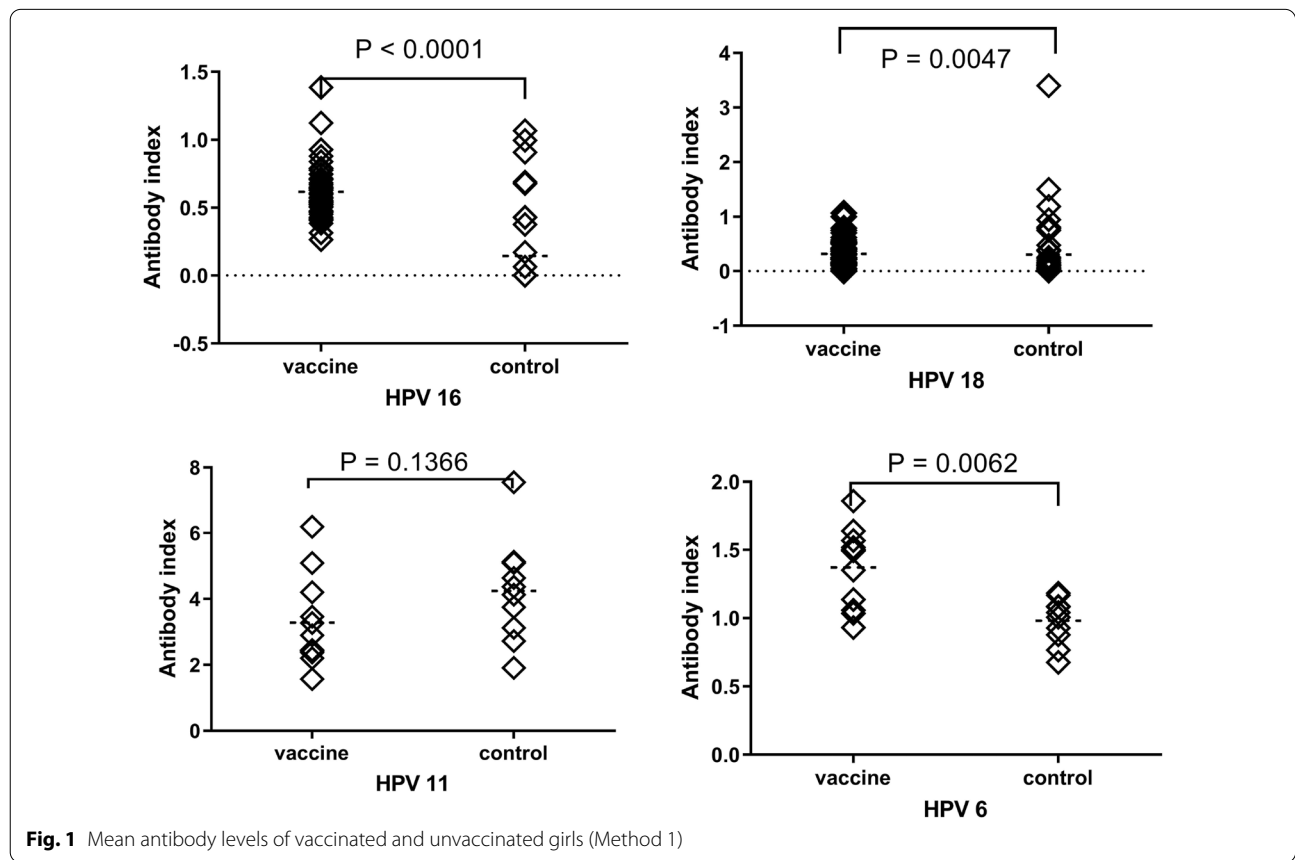 P < 0.0001
1.5
1.0
0.5
0.0
-0.5
Antibody index
vaccine
control
HPV 16
P = 0.0047
4
3
2
1
0
-1
Antibody index
vaccine
control
HPV 18
P = 0.1366
8
6
4
2
0
Antibody index
vaccine
control
HPV 11
P = 0.0062
2.0
1.5
1.0
0.5
0.0
Antibody index
vaccine
control
HPV 6
Fig. 1 Mean antibody levels of vaccinated and unvaccinated girls (Method 1)